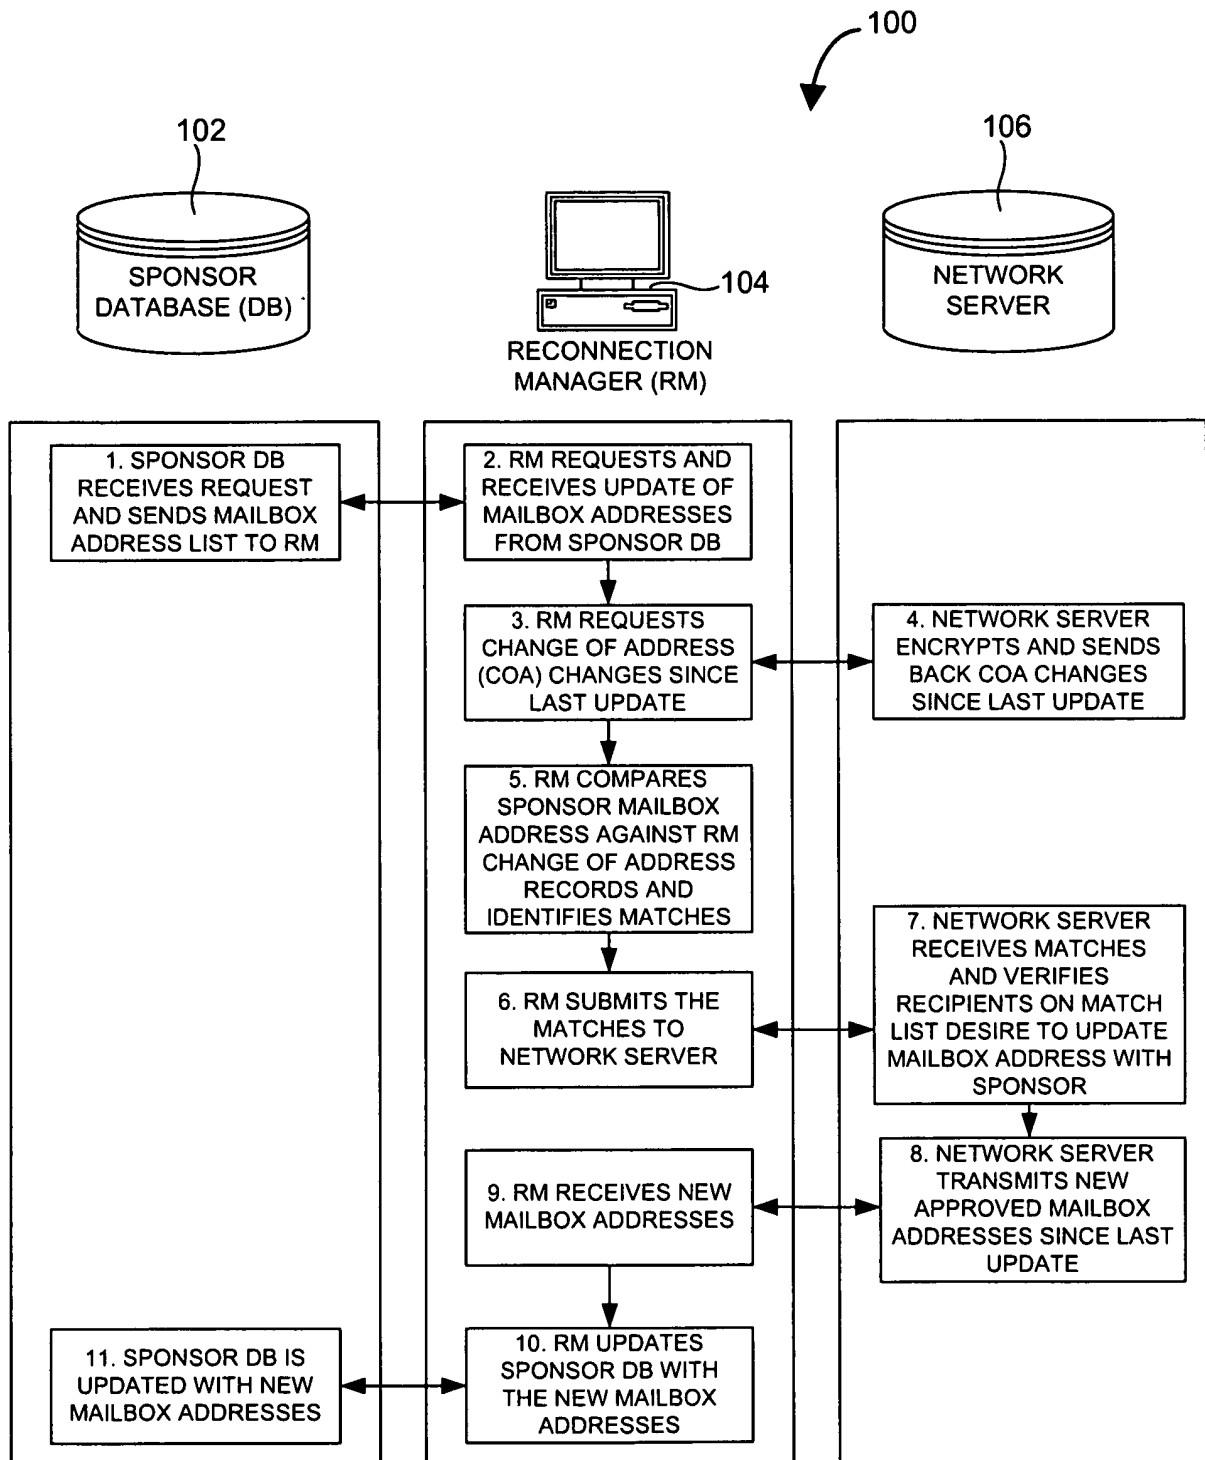 100
102
106
SPONSOR
DATABASE (DB)
104
NETWORK
SERVER
RECONNECTION
MANAGER (RM)
1. SPONSOR DB
RECEIVES REQUEST
AND SENDS MAILBOX
ADDRESS LIST TO RM
2. RM REQUESTS AND
RECEIVES UPDATE OF
MAILBOX ADDRESSES
FROM SPONSOR DB
3. RM REQUESTS
CHANGE OF ADDRESS
(COA) CHANGES SINCE
LAST UPDATE
4. NETWORK SERVER
ENCRYPTS AND SENDS
BACK COA CHANGES
SINCE LAST UPDATE
5. RM COMPARES
SPONSOR MAILBOX
ADDRESS AGAINST RM
CHANGE OF ADDRESS
RECORDS AND
IDENTIFIES MATCHES
6. RM SUBMITS THE
MATCHES TO
NETWORK SERVER
7. NETWORK SERVER
RECEIVES MATCHES
AND VERIFIES
RECIPIENTS ON MATCH
LIST DESIRE TO UPDATE
MAILBOX ADDRESS WITH
SPONSOR
8. NETWORK SERVER
TRANSMITS NEW
APPROVED MAILBOX
ADDRESSES SINCE LAST
UPDATE
9. RM RECEIVES NEW
MAILBOX ADDRESSES
10. RM UPDATES
SPONSOR DB WITH
THE NEW MAILBOX
ADDRESSES
11. SPONSOR DB IS
UPDATED WITH NEW
MAILBOX ADDRESSES